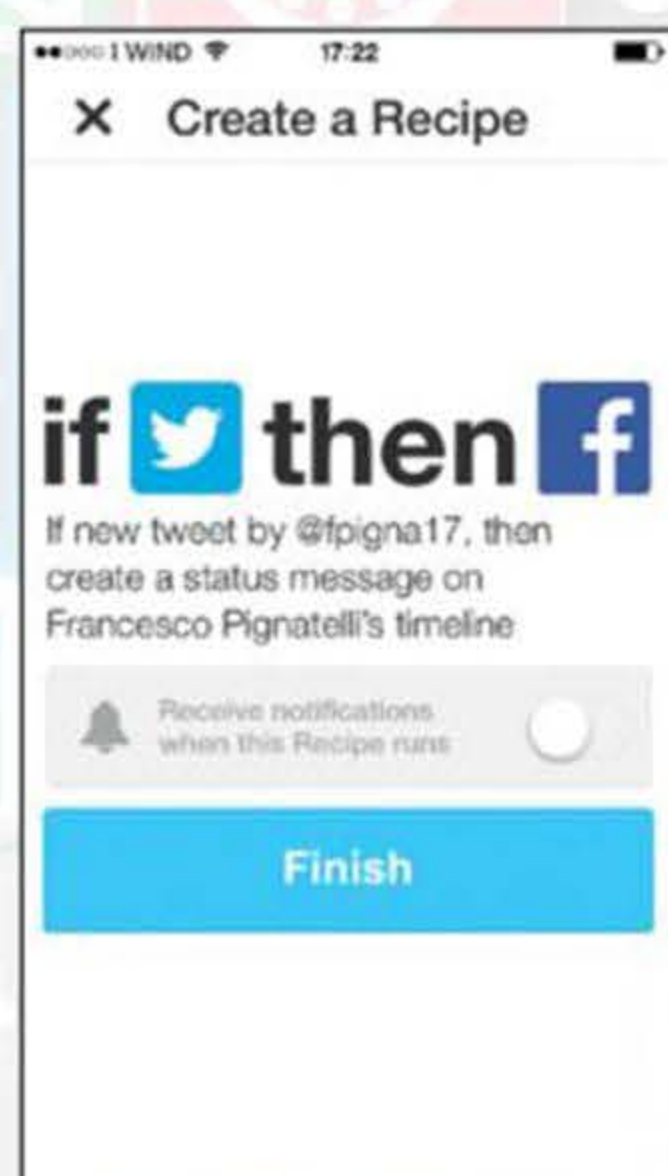 I WIND 17:22
Create a Recipe
if then
If new tweet by @fpigna17, then
create a status message on
Francesco Pignatelli's timeline
Receive notifications
when this Recipe runs
Finish